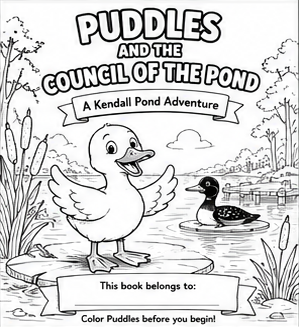 PUDDLES
AND THE
COUNCIL OF THE POND
A Kendall Pond Adventure
This book belongs to:
Color Puddles before you begin!